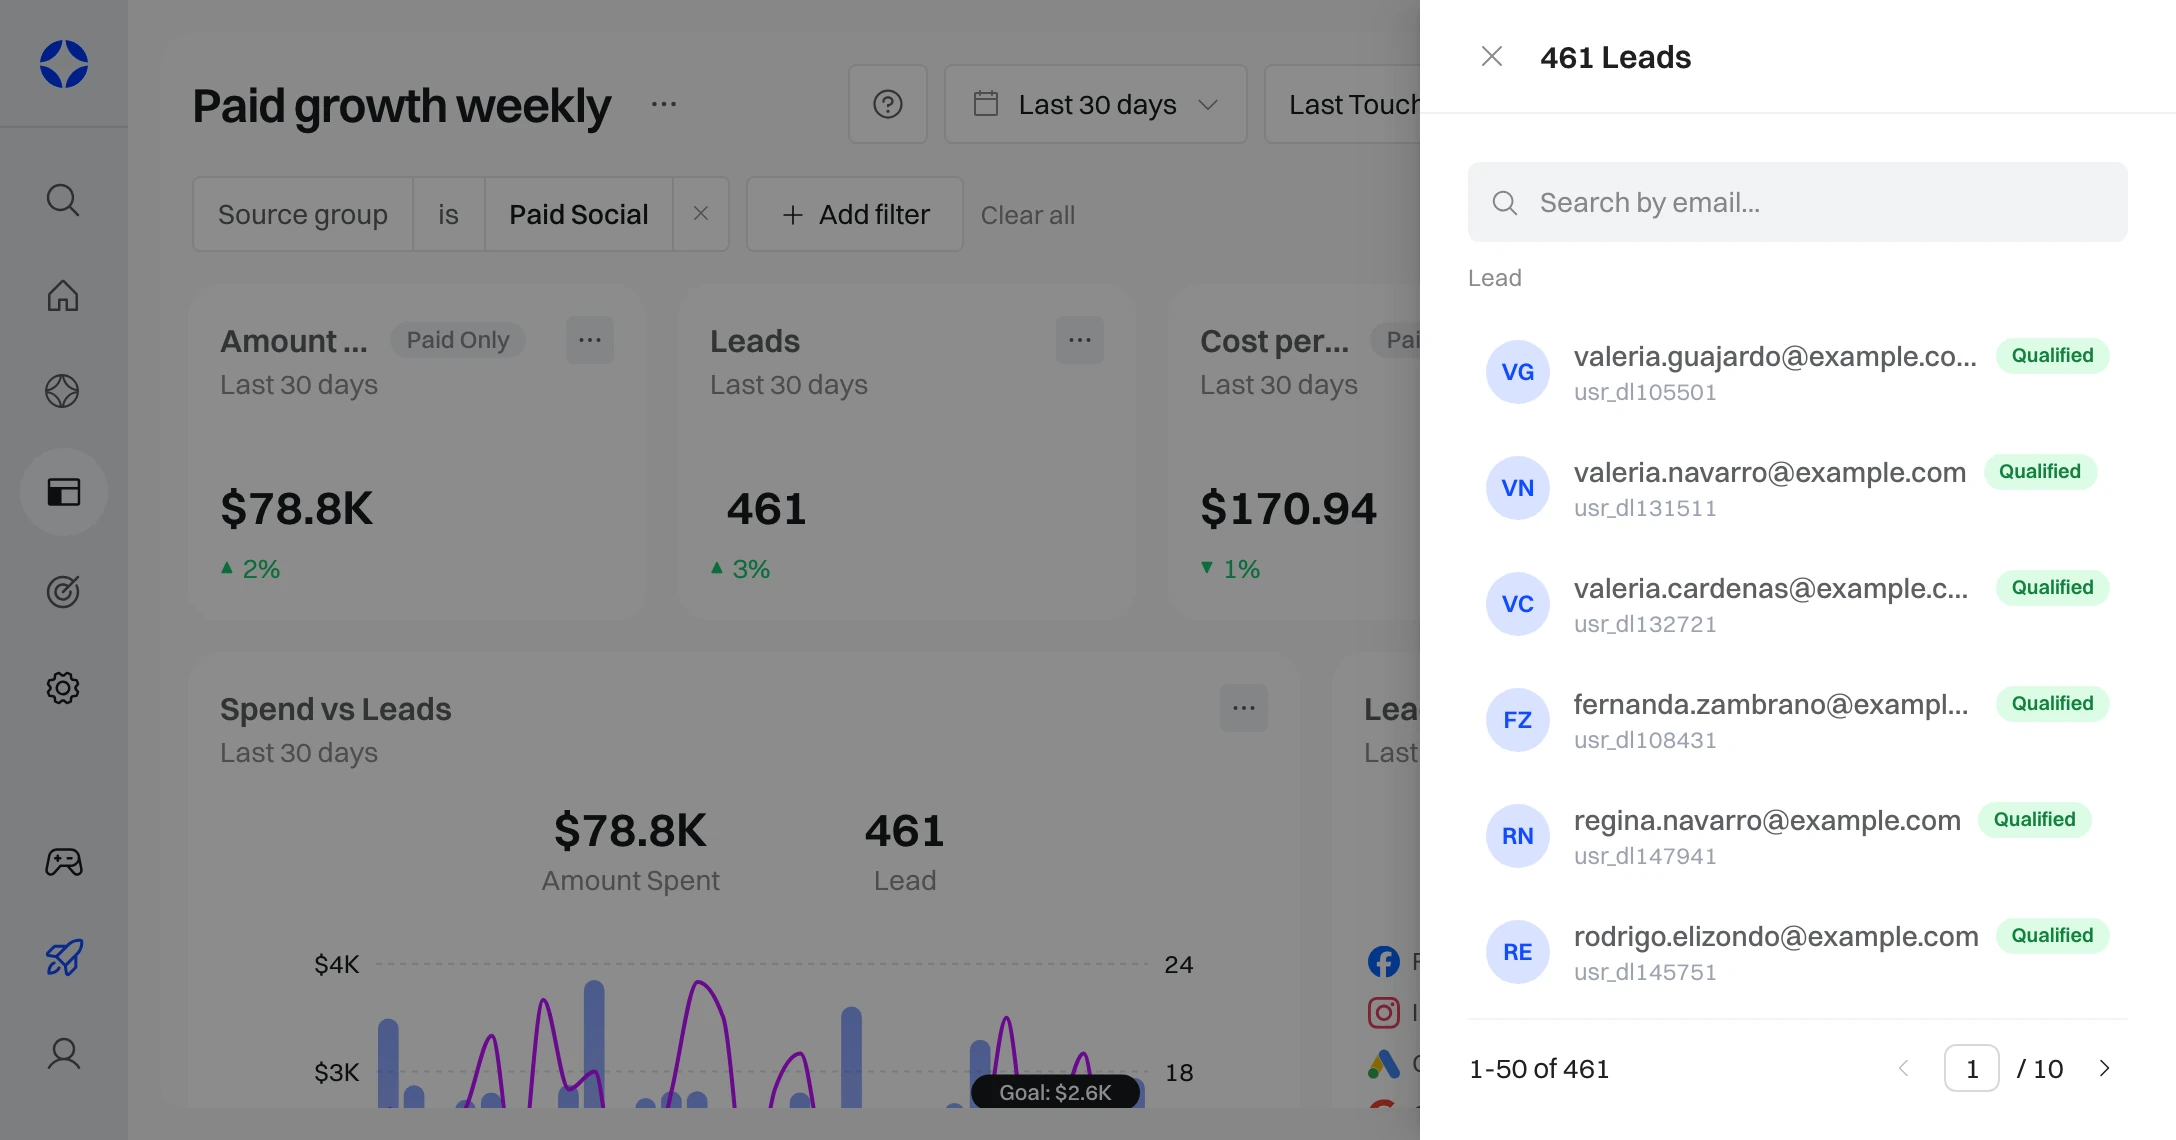 Paid growth weekly
Last 30 days
Last Touch
Source group is Paid Social
Add filter
Clear all
Amount ...
Paid Only
Last 30 days
$78.8K
2%
Leads
Last 30 days
461
3%
Cost per...
Pai
Last 30 days
$170.94
1%
Spend vs Leads
Last 30 days
$78.8K
Amount Spent
461
Lead
$4K
24
$3K
18
Goal: $2.6K
Lea
Last
461 Leads
Search by email...
Lead
VG
valeria.guajardo@example.co...
Qualified
usr_dl105501
VN
valeria.navarro@example.com
Qualified
usr_dl131511
VC
valeria.cardenas@example.c...
Qualified
usr_dl132721
FZ
fernanda.zambrano@exampl...
Qualified
usr_dl108431
RN
regina.navarro@example.com
Qualified
usr_dl147941
RE
rodrigo.elizondo@example.com
Qualified
usr_dl145751
1-50 of 461
1 / 10